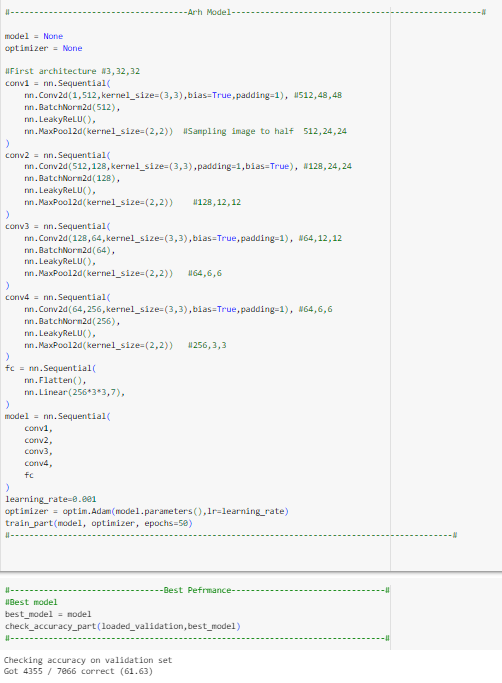 #--------------------------------------Arh Model-----------------------------------------------------#
model = None
optimizer = None
#First architecture #3,32,32
conv1 = nn.Sequential(
    nn.Conv2d(1,512,kernel_size=(3,3),bias=True,padding=1), #512,48,48
    nn.BatchNorm2d(512),
    nn.LeakyReLU(),
    nn.MaxPool2d(kernel_size=(2,2))  #Sampling image to half  512,24,24
)
conv2 = nn.Sequential(
    nn.Conv2d(512,128,kernel_size=(3,3),padding=1,bias=True), #128,24,24
    nn.BatchNorm2d(128),
    nn.LeakyReLU(),
    nn.MaxPool2d(kernel_size=(2,2))    #128,12,12
)
conv3 = nn.Sequential(
    nn.Conv2d(128,64,kernel_size=(3,3),bias=True,padding=1), #64,12,12
    nn.BatchNorm2d(64),
    nn.LeakyReLU(),
    nn.MaxPool2d(kernel_size=(2,2))   #64,6,6
)
conv4 = nn.Sequential(
    nn.Conv2d(64,256,kernel_size=(3,3),bias=True,padding=1), #64,6,6
    nn.BatchNorm2d(256),
    nn.LeakyReLU(),
    nn.MaxPool2d(kernel_size=(2,2))   #256,3,3
)
fc = nn.Sequential(
    nn.Flatten(),
    nn.Linear(256*3*3,7),
)
model = nn.Sequential(
    conv1,
    conv2,
    conv3,
    conv4,
    fc
)
learning_rate=0.001
optimizer = optim.Adam(model.parameters(),lr=learning_rate)
train_part(model, optimizer, epochs=50)
#----------------------------------------------------------------------------------------------#
#---------------------------------Best Pefrmance---------------------------------#
#Best model
best_model = model
check_accuracy_part(loaded_validation,best_model)
#--------------------------------------------------------------------------------#
Checking accuracy on validation set
Got 4355 / 7066 correct (61.63)